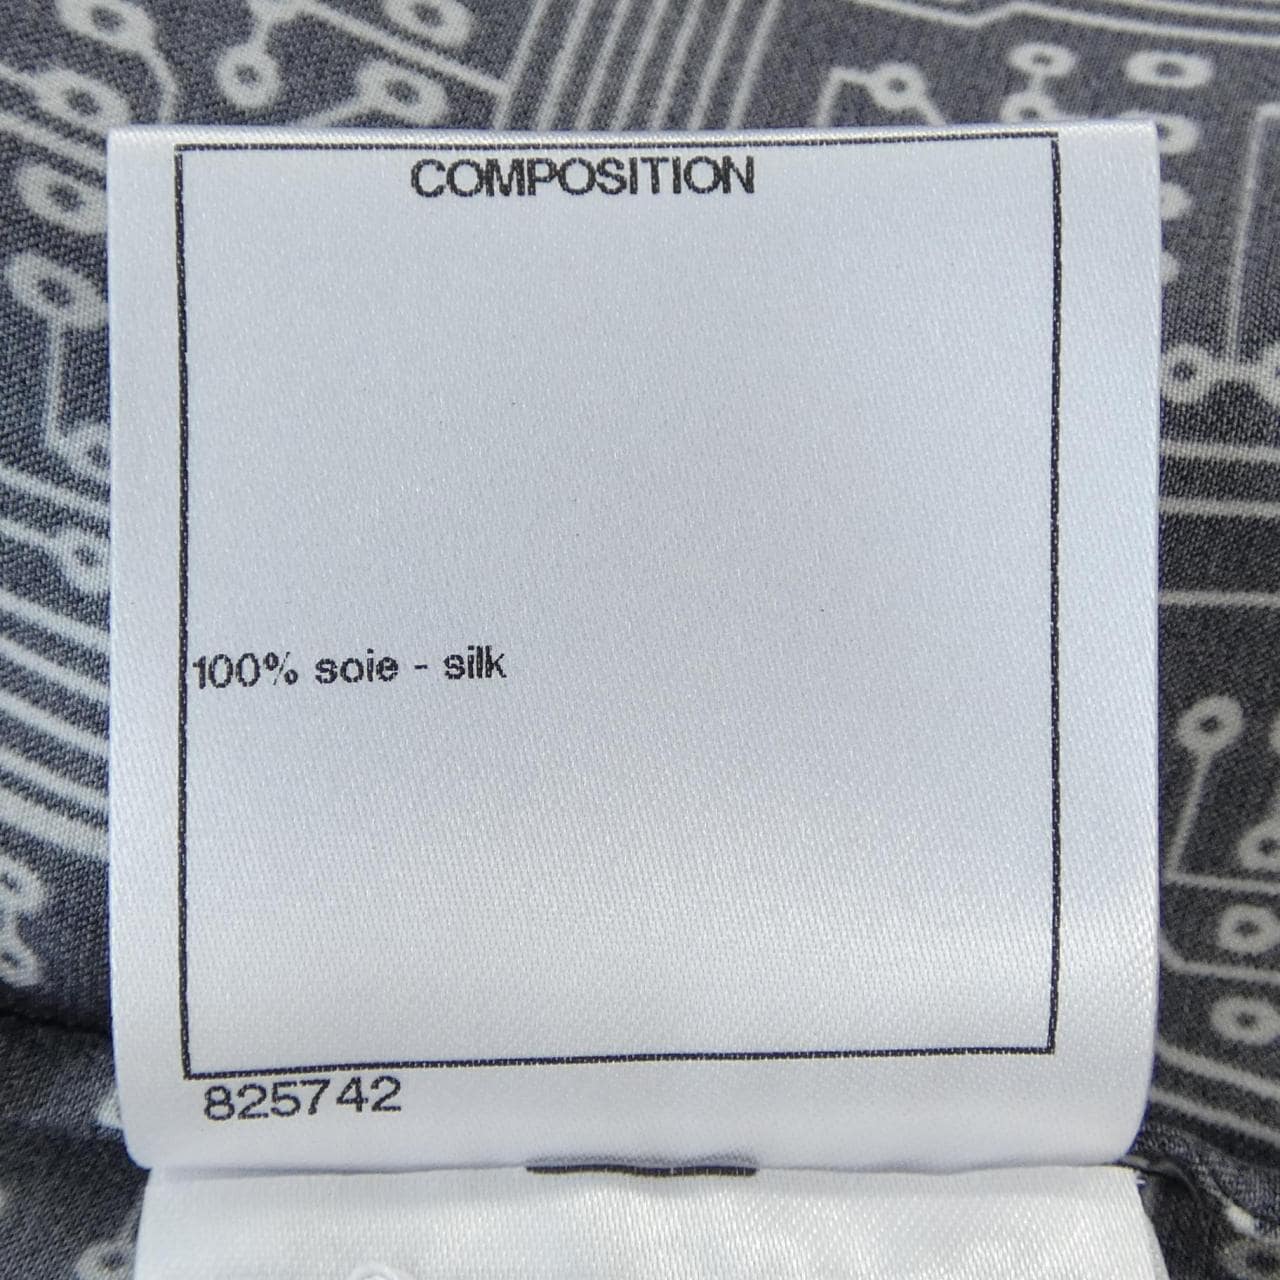 COMPOSITION
100% soie - silk
825742